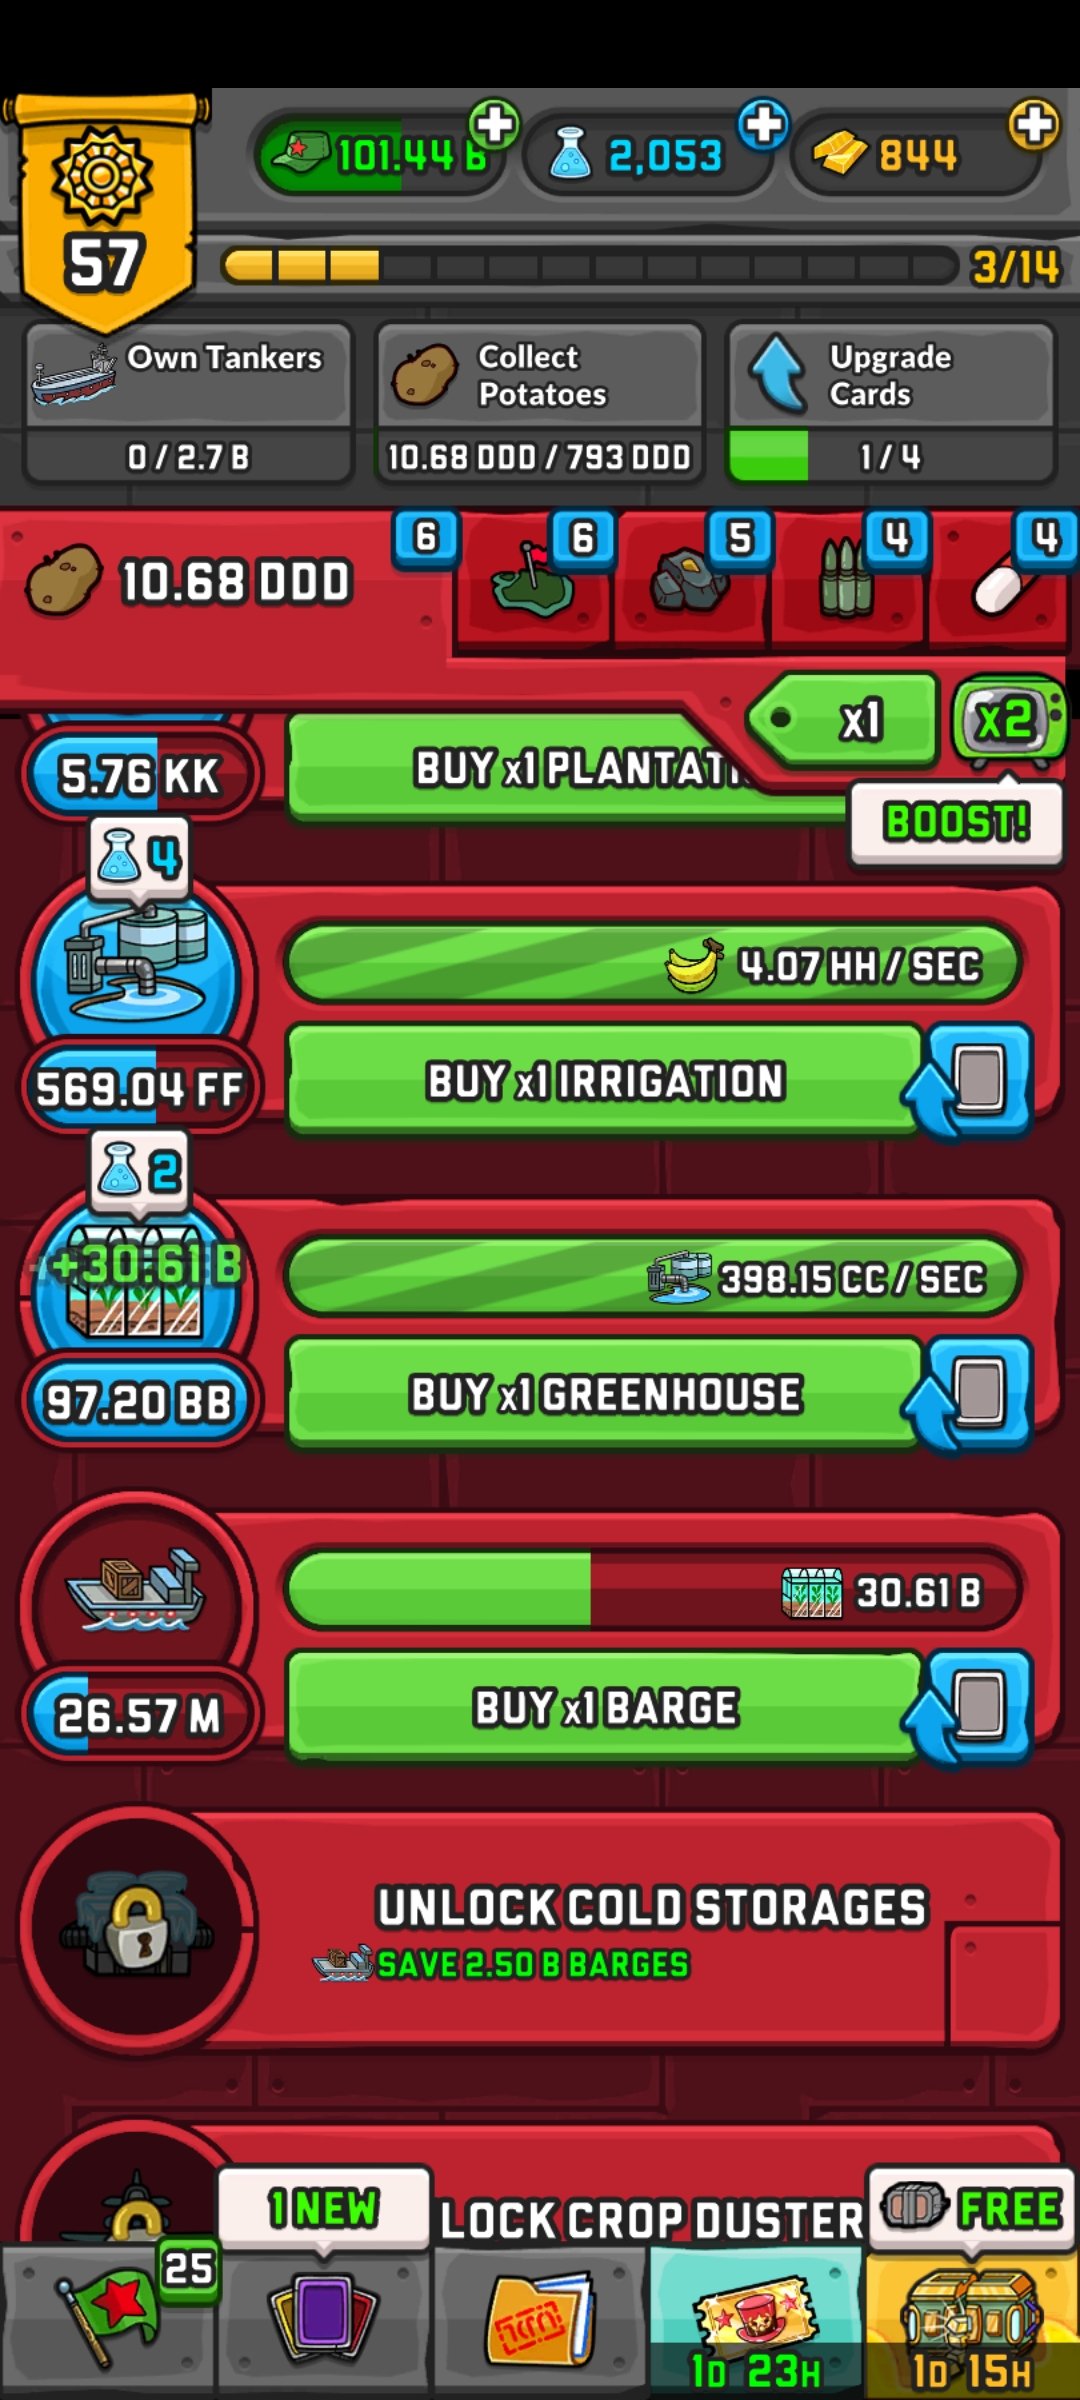 101.44 B
2,053
844
57
3/14
Own Tankers
0 / 2.7 B
Collect
Potatoes
10.68 DDD / 793 DDD
Upgrade
Cards
1 / 4
10.68 DDD
6
6
5
4
4
x1
x2
BOOST!
5.76 KK
BUY x1 PLANTATI
4
4.07 HH / SEC
569.04 FF
BUY x1 IRRIGATION
2
+30.61 B
398.15 CC / SEC
97.20 BB
BUY x1 GREENHOUSE
30.61 B
26.57 M
BUY x1 BARGE
UNLOCK COLD STORAGES
SAVE 2.50 B BARGES
LOCK CROP DUSTER
1 NEW
FREE
25
1D 23H
1D 15H